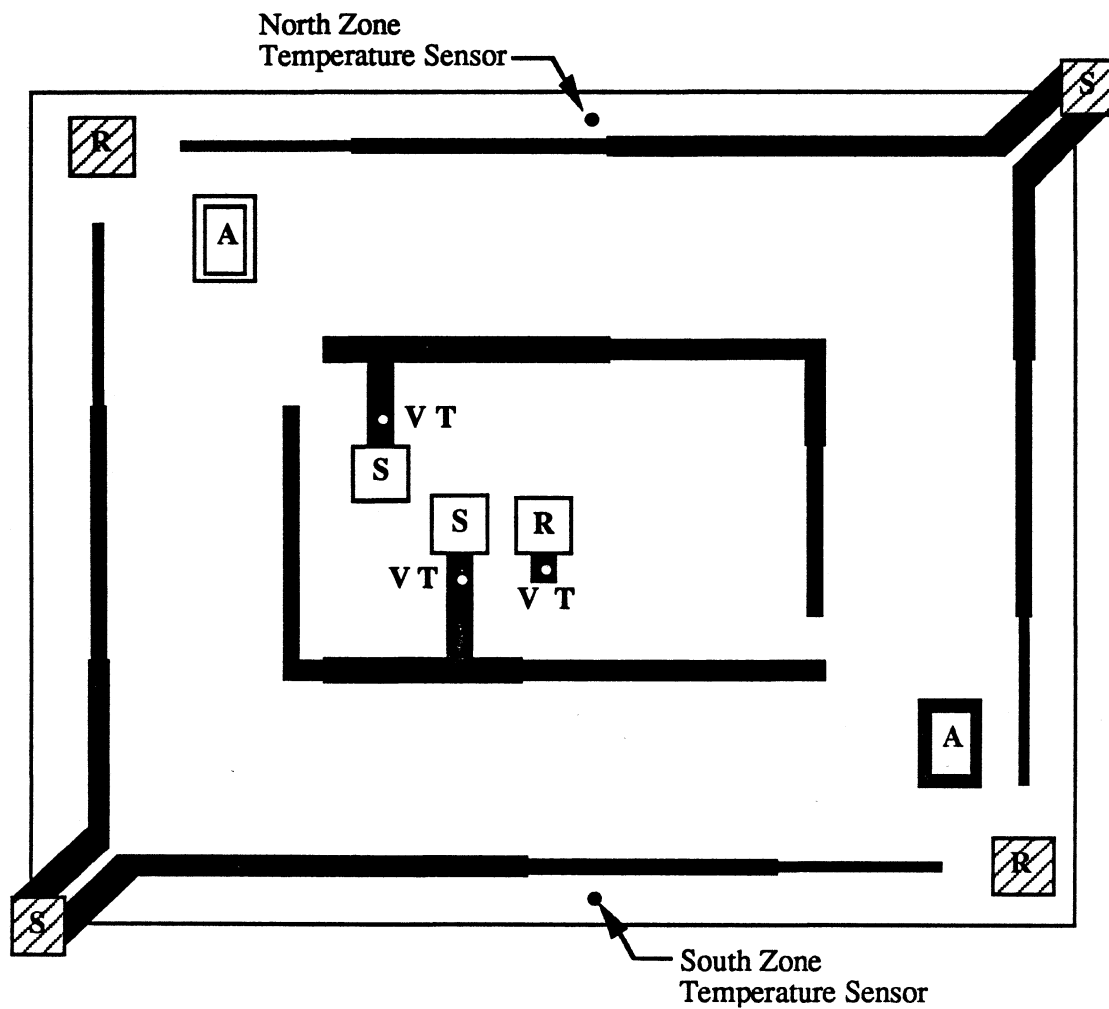 North Zone
Temperature Sensor
S
R
A
V T
S
S
R
V T
V T
A
R
S
South Zone
Temperature Sensor